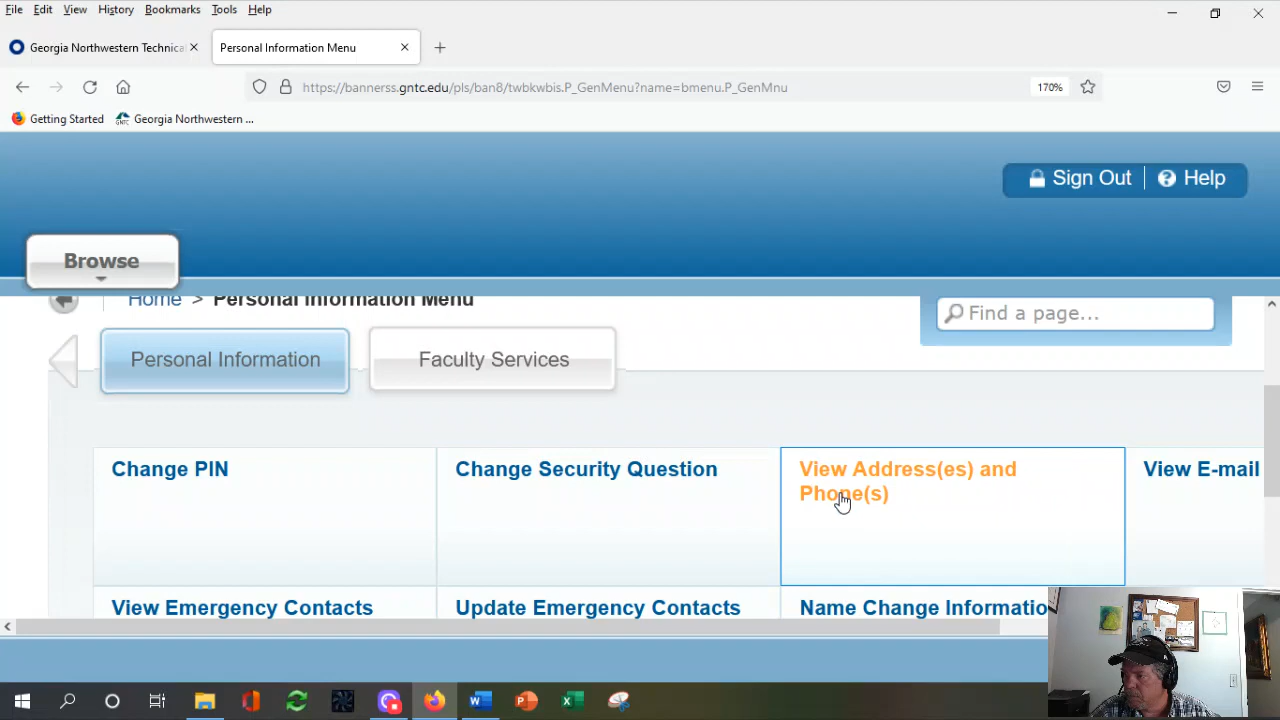 File Edit View History Bookmarks Tools Help
Georgia Northwestern Technica
Personal Information Menu
https://bannerss.gntc.edu/pls/ban8/twbkwbis.P_GenMenu?name=bmenu.P_GenMnu
170%
Getting Started
Georgia Northwestern ...
Sign Out
Help
Browse
Home > Personal Information Menu
Find a page...
Personal Information
Faculty Services
Change PIN
Change Security Question
View Address(es) and
Phone(s)
View E-mail
View Emergency Contacts
Update Emergency Contacts
Name Change Informatio